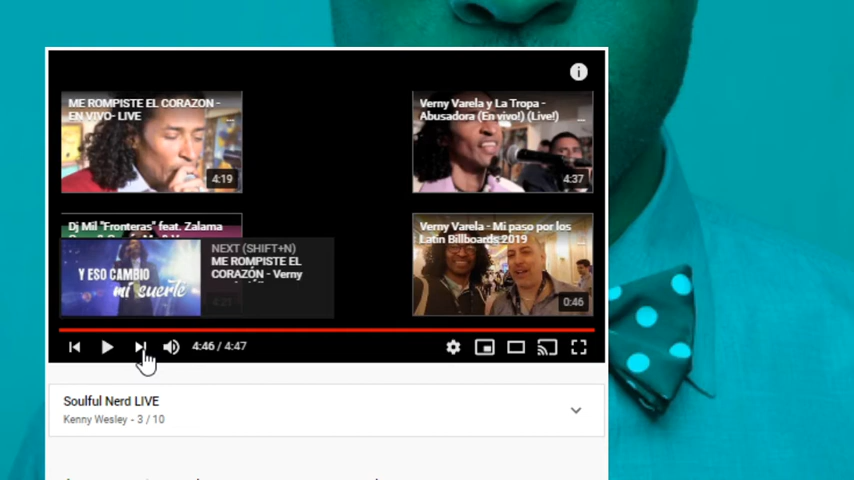 ME ROMPISTE EL CORAZON -
EN VIVO- LIVE
4:19
Verny Varela y La Tropa -
Abusadora (En vivo!) (Live!)
4:37
Dj Mil "Fronteras" feat. Zalama
Verny Varela - Mi paso por los
Latin Billboards 2019
0:46
Y ESO CAMBIO
mi suerte
NEXT (SHIFT+N)
ME ROMPISTE EL
CORAZÓN - Verny
4:46 / 4:47
Soulful Nerd LIVE
Kenny Wesley - 3 / 10